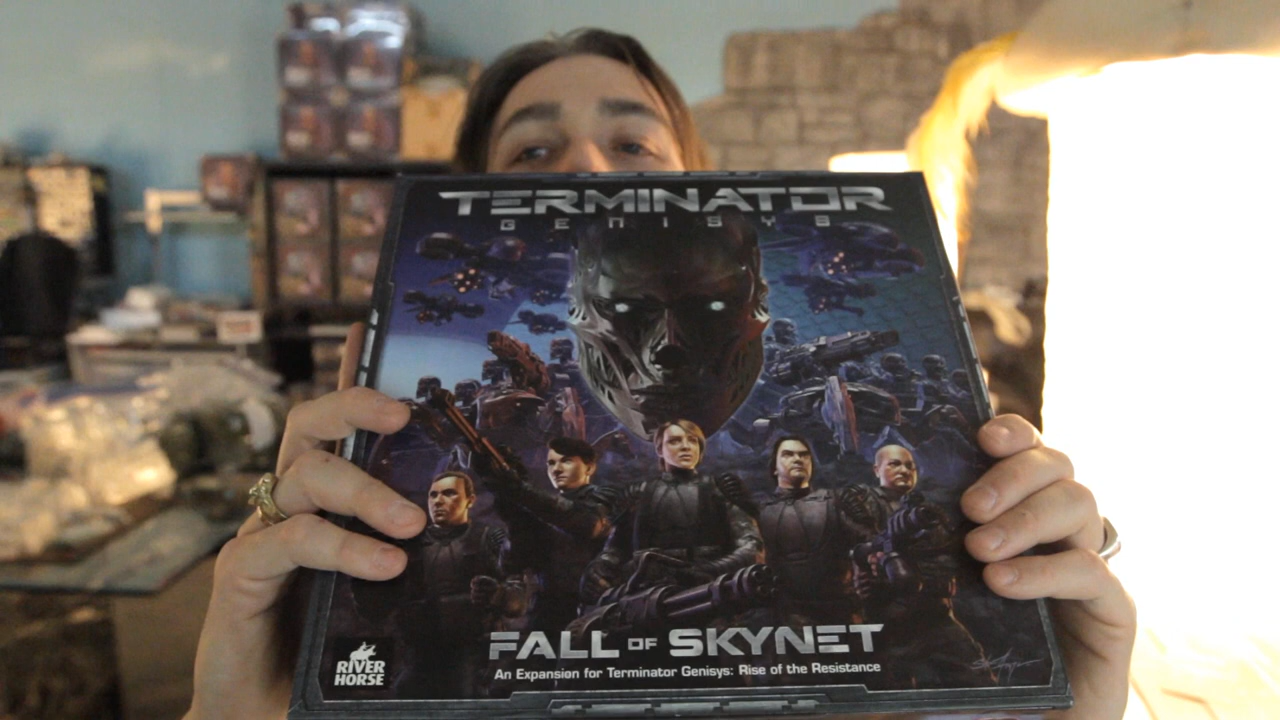 TERMINATOR
GENISYS
FALL OF SKYNET
An Expansion for Terminator Genisys: Rise of the Resistance
RIVER
HORSE